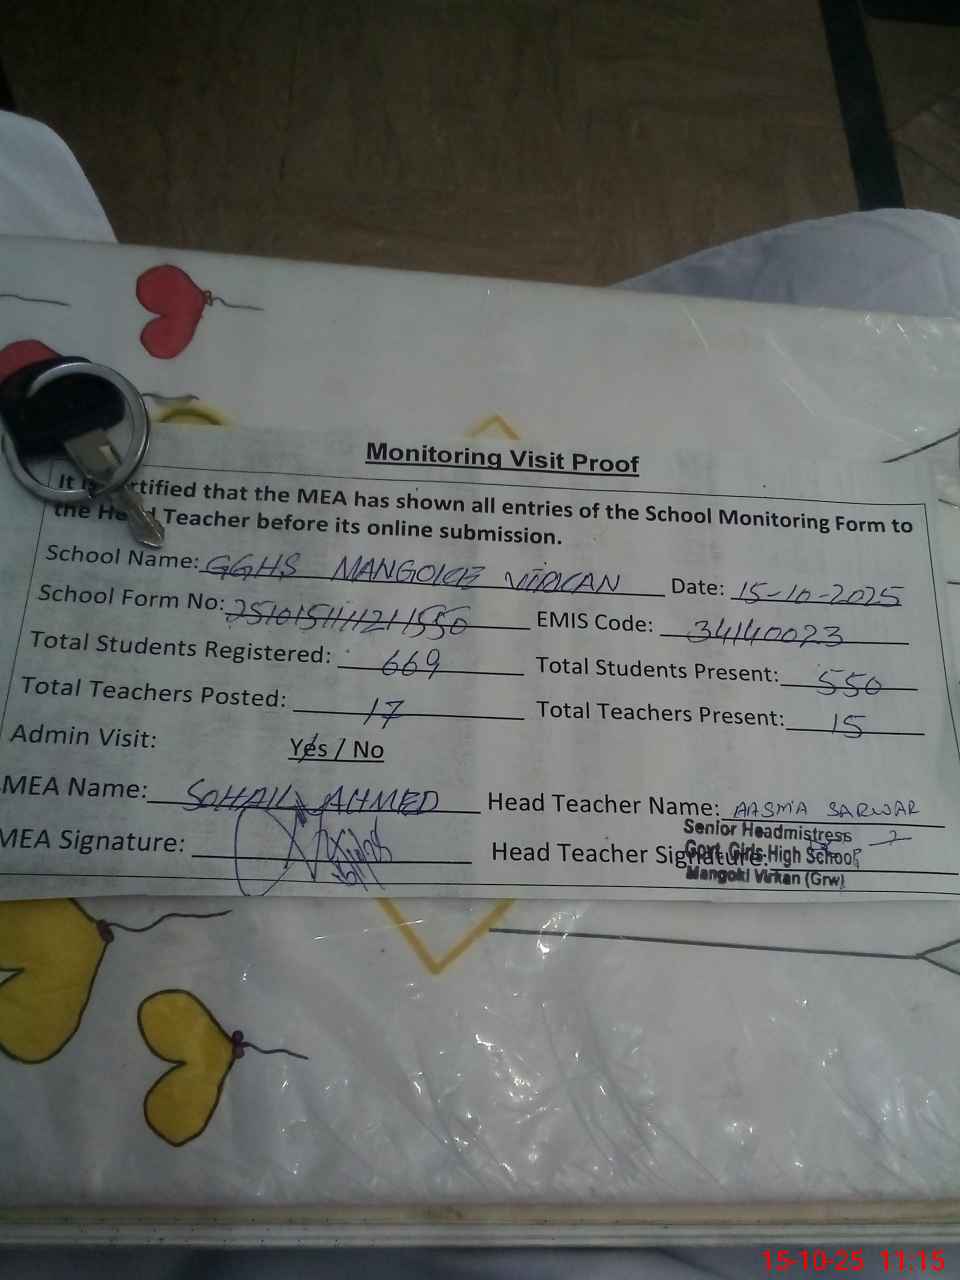 Monitoring Visit Proof
It is certified that the MEA has shown all entries of the School Monitoring Form to
the Head Teacher before its online submission.
School Name: GGHS MANGOKE VIRKAN Date: 15-10-2025
School Form No: EMIS Code: 34140023
Total Students Registered: 669 Total Students Present: 550
Total Teachers Posted: 17 Total Teachers Present: 15
Admin Visit: Yes / No
MEA Name: SOHAIL AHMED Head Teacher Name: AASMA SARWAR
MEA Signature: Head Teacher Signature:
Senior Headmistress
Govt. Girls High School
Mangoki Virkan (Grw)
15-10-25 11:15